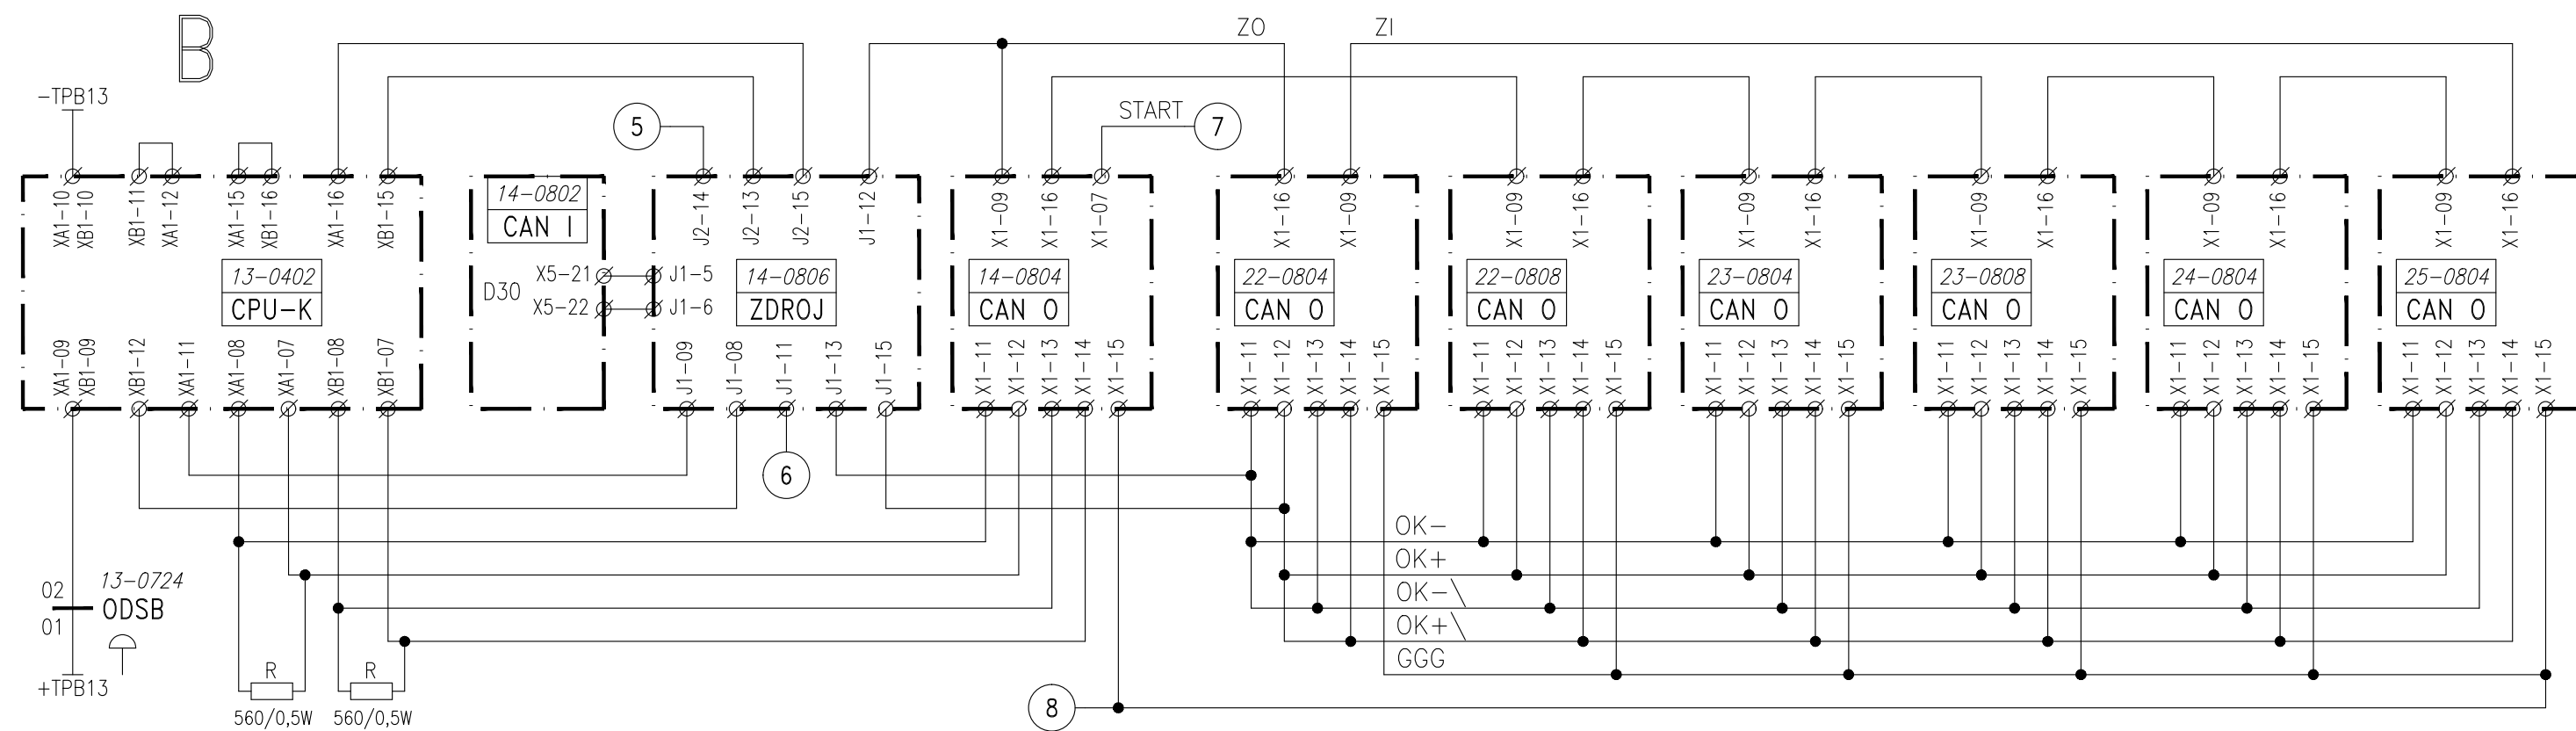 B
ZO
ZI
-TPB13
5
START
7
XA1-10
XB1-10
XB1-11
XA1-12
XA1-15
XB1-16
XA1-16
XB1-15
14-0802
CAN I
J2-14
J2-13
J2-15
J1-12
X1-09
X1-16
X1-07
X1-16
X1-09
X1-09
X1-16
X1-09
X1-16
X1-09
X1-16
X1-09
X1-16
X1-09
X1-16
13-0402
CPU-K
D30
X5-21
X5-22
J1-5
J1-6
14-0806
ZDROJ
14-0804
CAN O
22-0804
CAN O
22-0808
CAN O
23-0804
CAN O
23-0808
CAN O
24-0804
CAN O
25-0804
CAN O
XA1-09
XB1-09
XB1-12
XA1-11
XA1-08
XA1-07
XB1-08
XB1-07
J1-09
J1-08
J1-11
J1-13
J1-15
X1-11
X1-12
X1-13
X1-14
X1-15
X1-11
X1-12
X1-13
X1-14
X1-15
X1-11
X1-12
X1-13
X1-14
X1-15
X1-11
X1-12
X1-13
X1-14
X1-15
X1-11
X1-12
X1-13
X1-14
X1-15
X1-11
X1-12
X1-13
X1-14
X1-15
X1-11
X1-12
X1-13
X1-14
X1-15
6
OK-
OK+
OK-\
OK+\
GGG
02
01
13-0724
ODSB
+TPB13
R
560/0,5W
R
560/0,5W
8